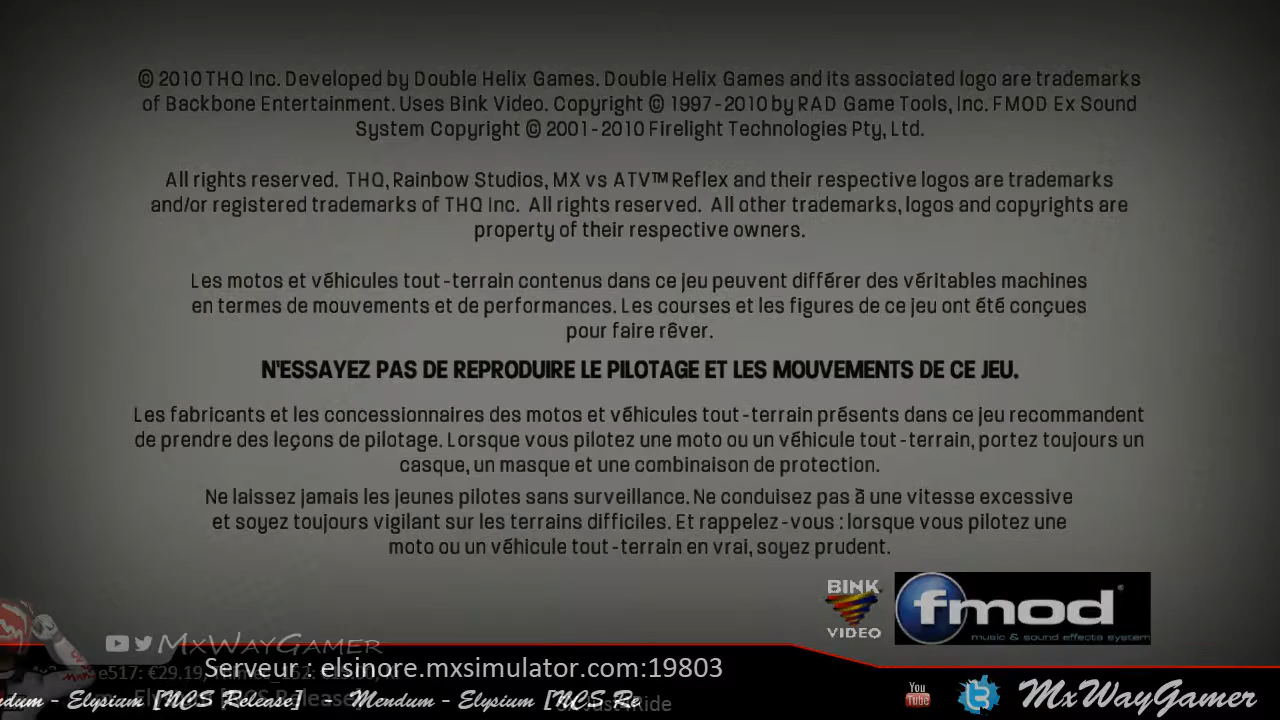 © 2010 THQ Inc. Developed by Double Helix Games. Double Helix Games and its associated logo are trademarks
of Backbone Entertainment. Uses Bink Video. Copyright © 1997-2010 by RAD Game Tools, Inc. FMOD Ex Sound
System Copyright © 2001-2010 Firelight Technologies Pty, Ltd.
All rights reserved. THQ, Rainbow Studios, MX vs ATV™ Reflex and their respective logos are trademarks
and/or registered trademarks of THQ Inc. All rights reserved. All other trademarks, logos and copyrights are
property of their respective owners.
Les motos et véhicules tout-terrain contenus dans ce jeu peuvent différer des véritables machines
en termes de mouvements et de performances. Les courses et les figures de ce jeu ont été conçues
pour faire rêver.
N'ESSAYEZ PAS DE REPRODUIRE LE PILOTAGE ET LES MOUVEMENTS DE CE JEU.
Les fabricants et les concessionnaires des motos et véhicules tout-terrain présents dans ce jeu recommandent
de prendre des leçons de pilotage. Lorsque vous pilotez une moto ou un véhicule tout-terrain, portez toujours un
casque, un masque et une combinaison de protection.
Ne laissez jamais les jeunes pilotes sans surveillance. Ne conduisez pas à une vitesse excessive
et soyez toujours vigilant sur les terrains difficiles. Et rappelez-vous : lorsque vous pilotez une
moto ou un véhicule tout-terrain en vrai, soyez prudent.
BINK
VIDEO
fmod
music & sound effects system
MxWayGamer
Serveur : elsinore.mxsimulator.com:19803
e517: €29.19,
Ride
ndum - Elysium [NCS Release] - Mendum - Elysium [NCS Re
You
Tube
MxWayGamer